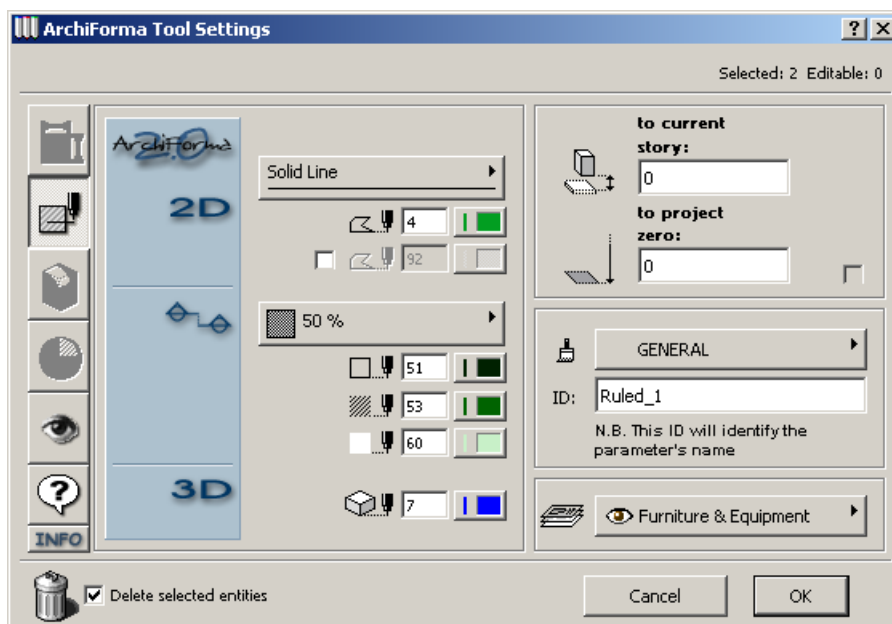 ArchiForma Tool Settings
Selected: 2 Editable: 0
ArchiForma
2.0
2D
3D
Solid Line
4
92
50 %
51
53
60
7
to current
story:
0
to project
zero:
0
GENERAL
ID: Ruled_1
N.B. This ID will identify the
parameter's name
Furniture & Equipment
INFO
Delete selected entities
Cancel
OK